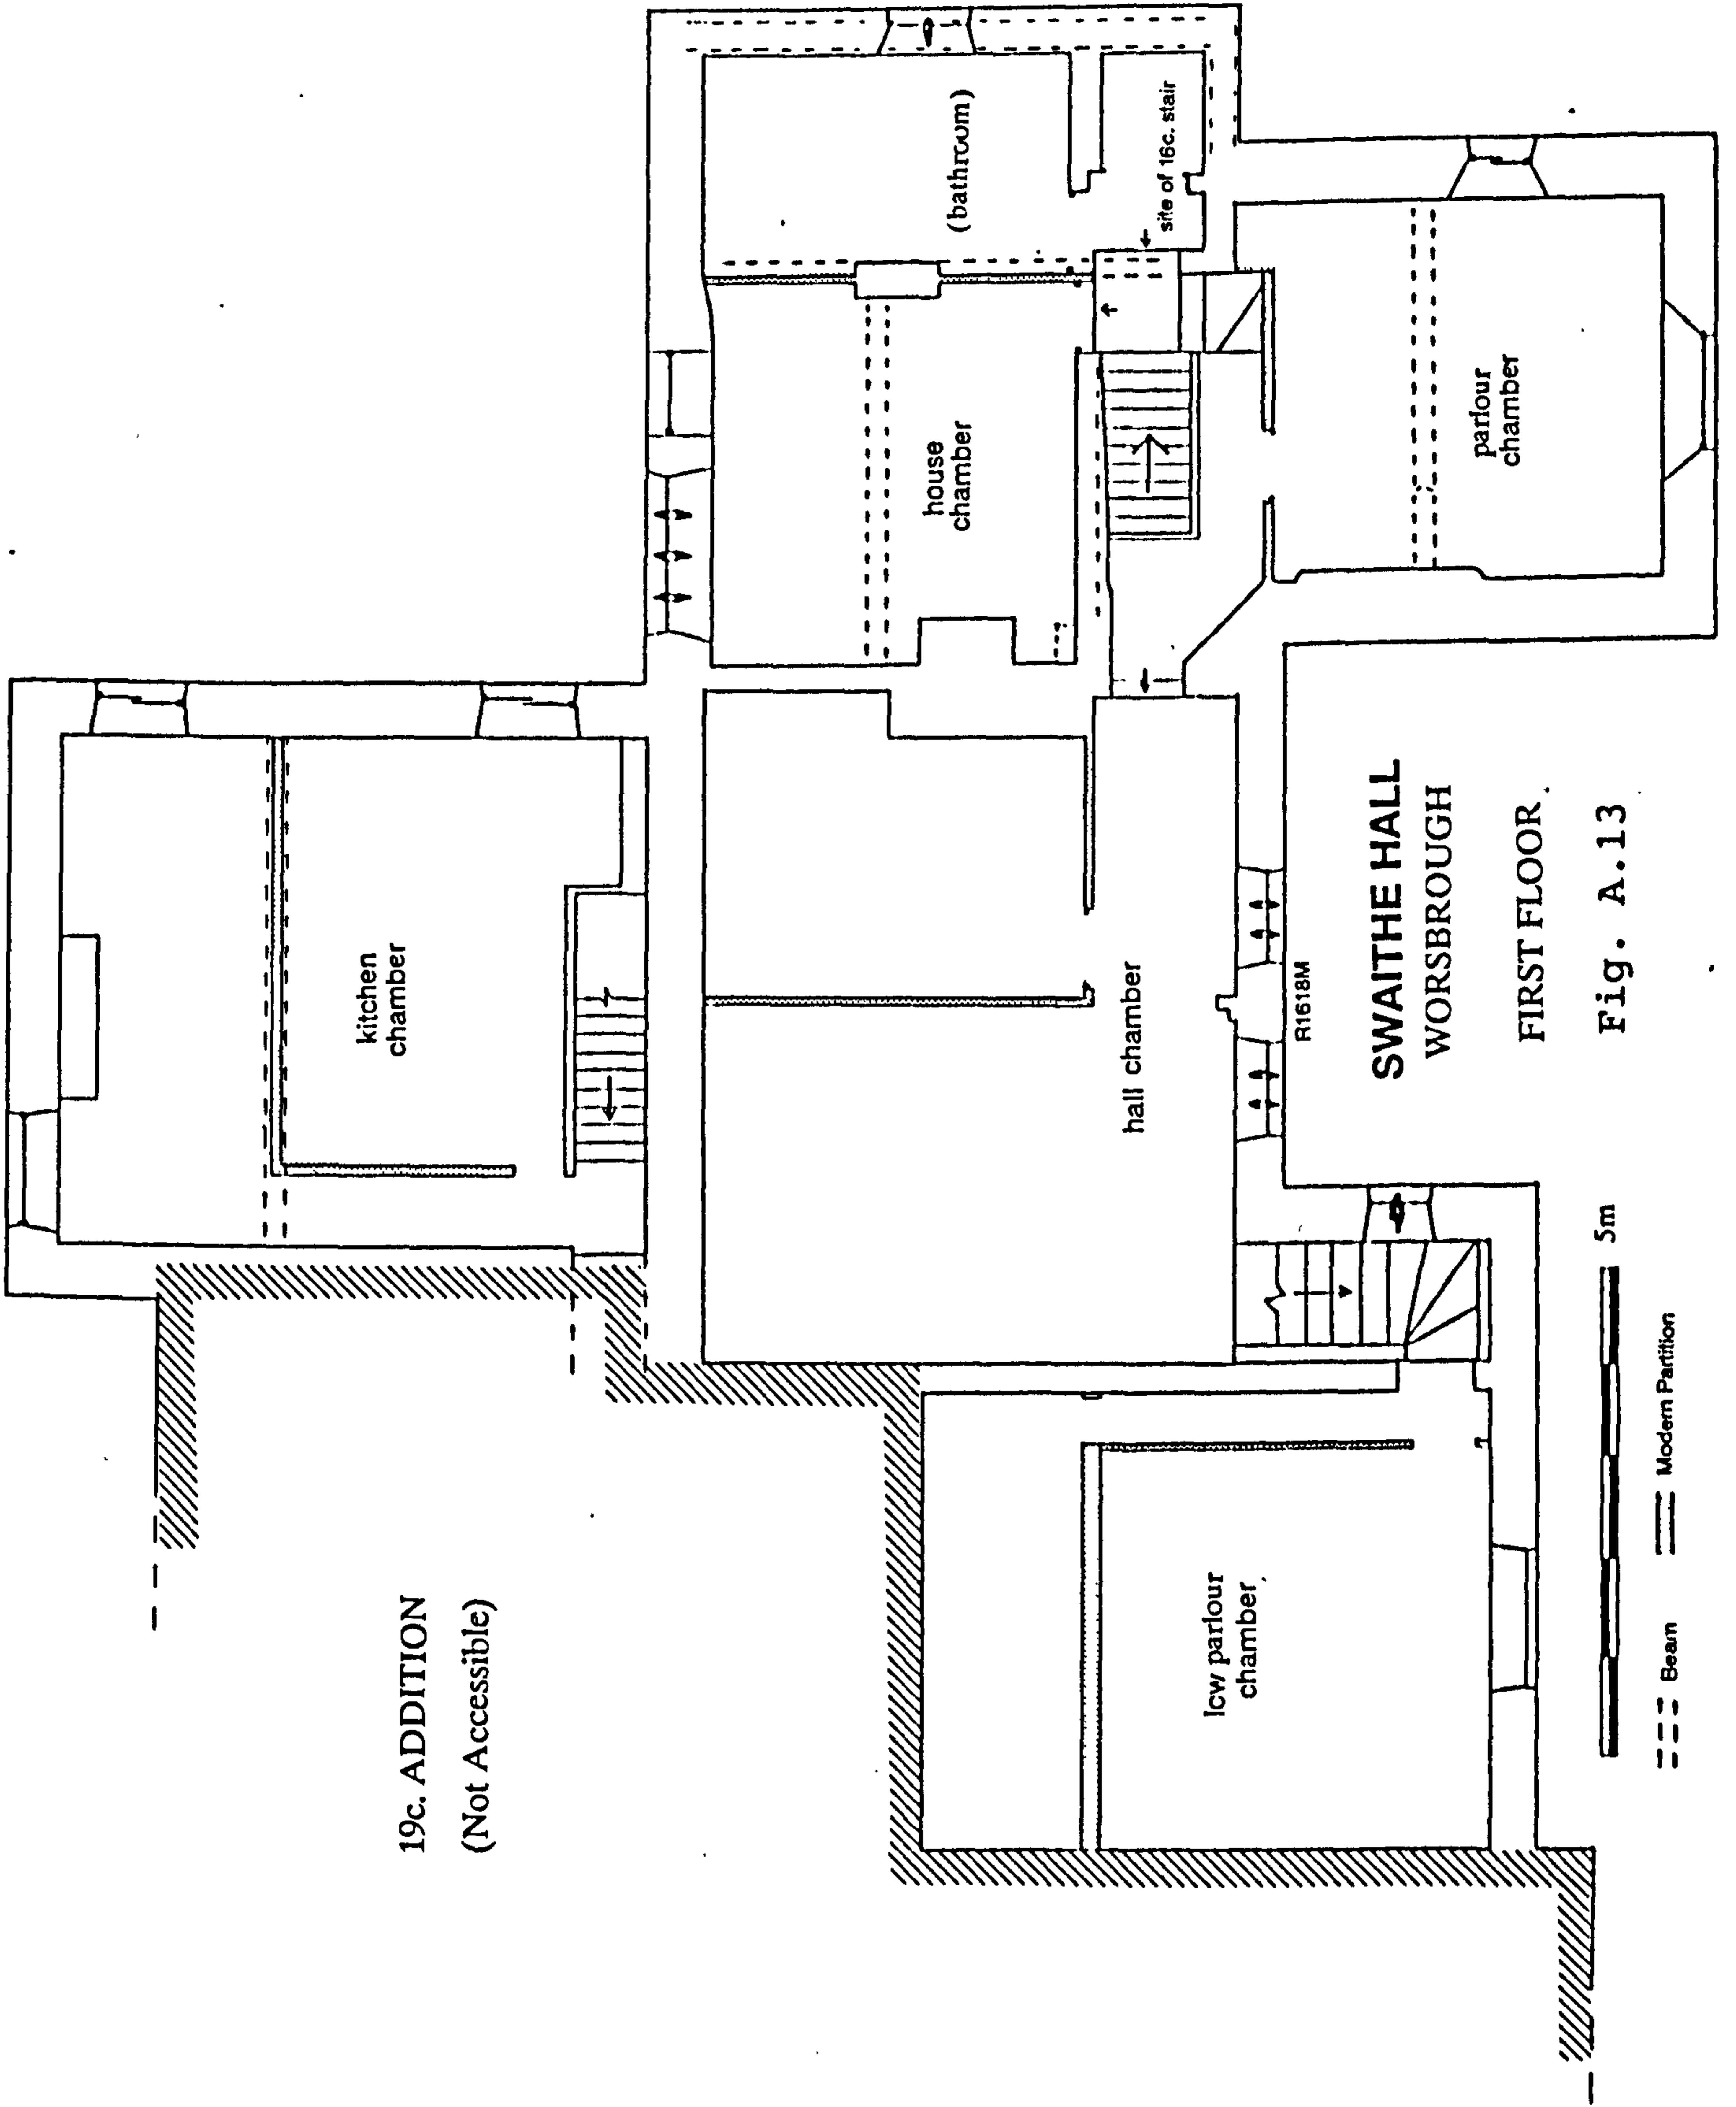 19c. ADDITION
(Not Accessible)
kitchen
chamber
house
chamber
(bathroom)
site of 16c. stair
hall chamber
R1618M
parlour
chamber
low parlour
chamber
SWAITHE HALL
WORSBROUGH
FIRST FLOOR
Fig. A.13
5m
Beam
Modern Partition